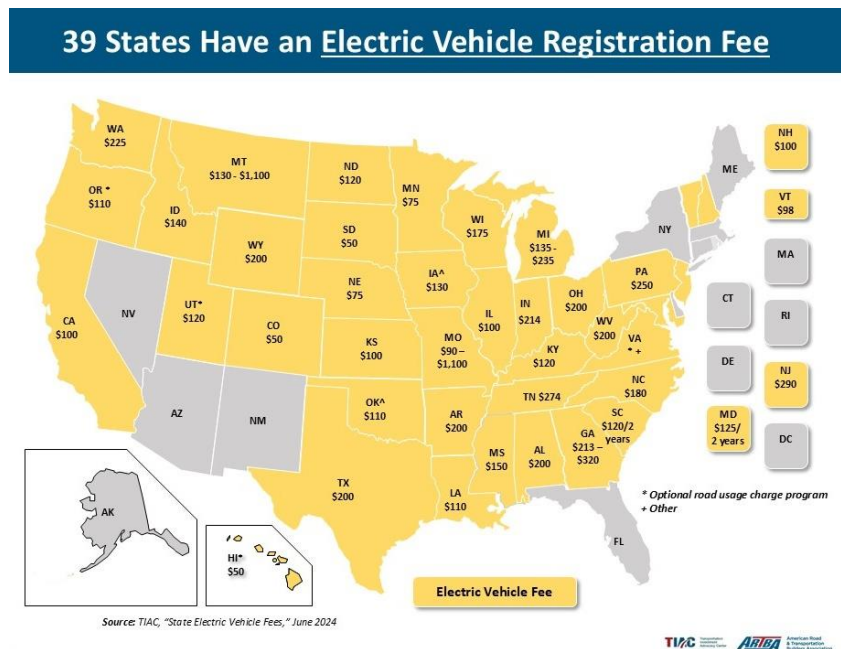 39 States Have an Electric Vehicle Registration Fee
WA
$225
OR *
$110
CA
$100
ID
$140
NV
MT
$130 - $1,100
WY
$200
UT*
$120
CO
$50
AZ
NM
ND
$120
SD
$50
NE
$75
KS
$100
OK^
$110
TX
$200
MN
$75
IA^
$130
MO
$90 –
$1,100
AR
$200
LA
$110
WI
$175
IL
$100
MI
$135 -
$235
IN
$214
OH
$200
KY
$120
TN $274
MS
$150
AL
$200
GA
$213 –
$320
SC
$120/2
years
NC
$180
VA
* +
WV
$200
PA
$250
NY
ME
FL
AK
HI*
$50
NH
$100
VT
$98
MA
CT
RI
DE
NJ
$290
MD
$125/
2 years
DC
* Optional road usage charge program
+ Other
Electric Vehicle Fee
Source: TIAC, “State Electric Vehicle Fees,” June 2024
TIAC
Transportation
Investment
Advocacy Center
ARTBA
American Road
& Transportation
Builders Association